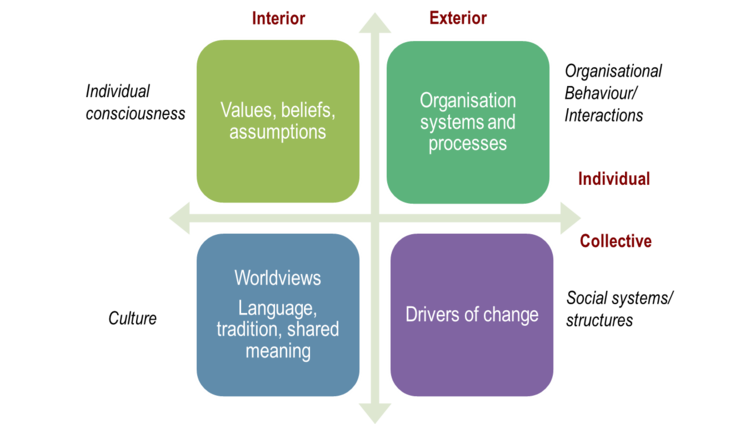 Interior
Exterior
Individual
consciousness
Values, beliefs,
assumptions
Organisation
systems and
processes
Organisational
Behaviour/
Interactions
Individual
Collective
Culture
Worldviews
Language,
tradition, shared
meaning
Drivers of change
Social systems/
structures